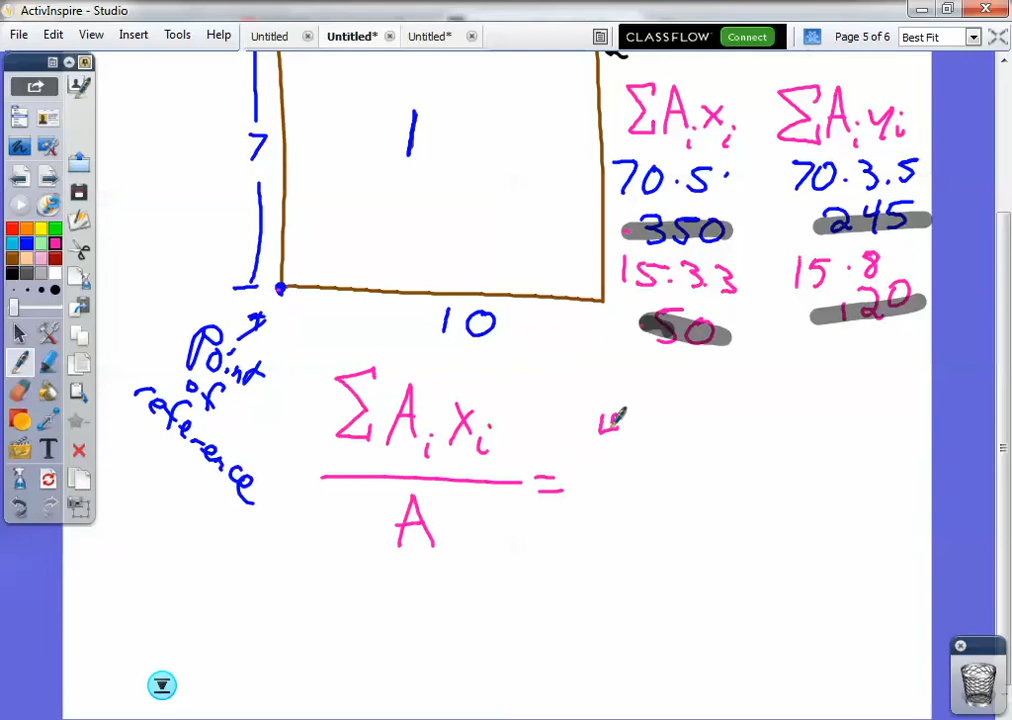 ActivInspire - Studio
File Edit View Insert Tools Help
Untitled Untitled* Untitled*
CLASSFLOW Connect
Page 5 of 6 Best Fit
7
1
10
Point
of
reference
ΣAᵢxᵢ
70·5·
350
15·3.3
50
ΣAᵢyᵢ
70·3.5
245
15·8
120
ΣAᵢxᵢ
A
=